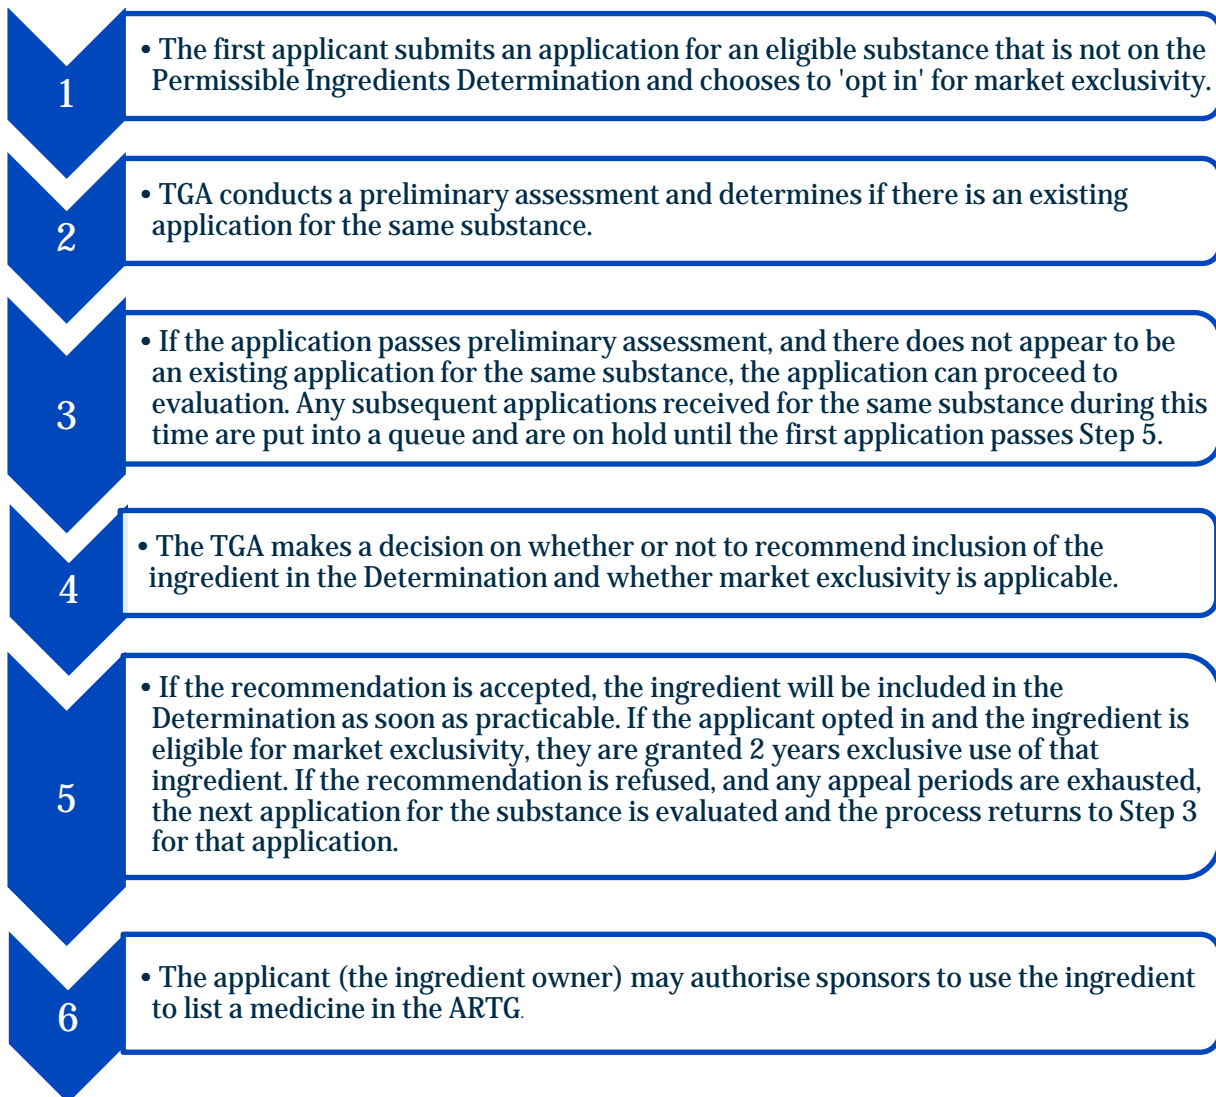 1
• The first applicant submits an application for an eligible substance that is not on the
Permissible Ingredients Determination and chooses to 'opt in' for market exclusivity.
2
• TGA conducts a preliminary assessment and determines if there is an existing
application for the same substance.
3
• If the application passes preliminary assessment, and there does not appear to be
an existing application for the same substance, the application can proceed to
evaluation. Any subsequent applications received for the same substance during this
time are put into a queue and are on hold until the first application passes Step 5.
4
• The TGA makes a decision on whether or not to recommend inclusion of the
ingredient in the Determination and whether market exclusivity is applicable.
5
• If the recommendation is accepted, the ingredient will be included in the
Determination as soon as practicable. If the applicant opted in and the ingredient is
eligible for market exclusivity, they are granted 2 years exclusive use of that
ingredient. If the recommendation is refused, and any appeal periods are exhausted,
the next application for the substance is evaluated and the process returns to Step 3
for that application.
6
• The applicant (the ingredient owner) may authorise sponsors to use the ingredient
to list a medicine in the ARTG.